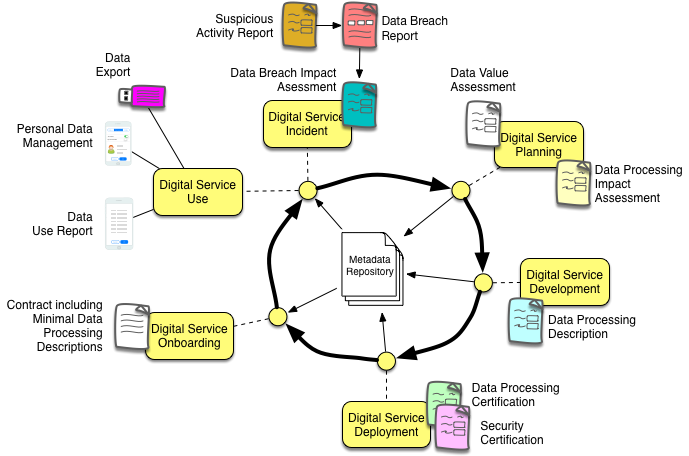 Suspicious
Activity Report
Data Breach
Report
Data
Export
Data Breach Impact
Assessment
Data Value
Assessment
Digital Service
Incident
Personal Data
Management
Digital Service
Planning
Data Processing
Impact
Assessment
Digital Service
Use
Data
Use Report
Metadata
Repository
Digital Service
Development
Contract including
Minimal Data
Processing
Descriptions
Digital Service
Onboarding
Data Processing
Description
Data Processing
Certification
Digital Service
Deployment
Security
Certification